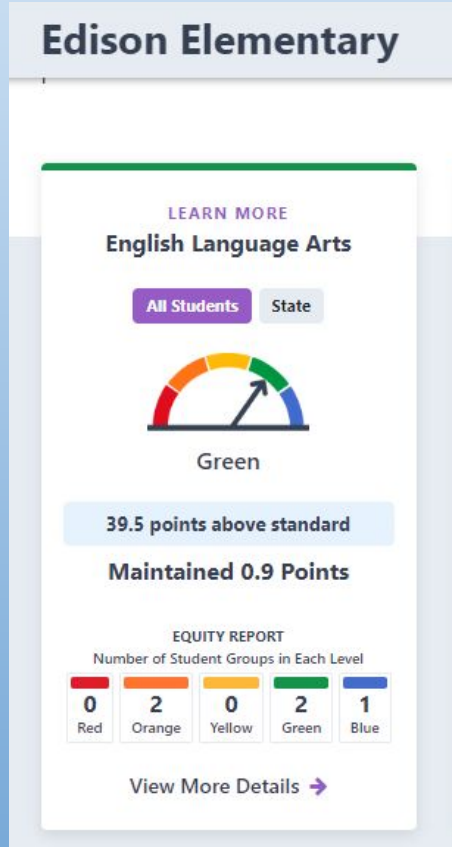 Edison Elementary
LEARN MORE
English Language Arts
All Students State
Green
39.5 points above standard
Maintained 0.9 Points
EQUITY REPORT
Number of Student Groups in Each Level
0 2 0 2 1
Red Orange Yellow Green Blue
View More Details →